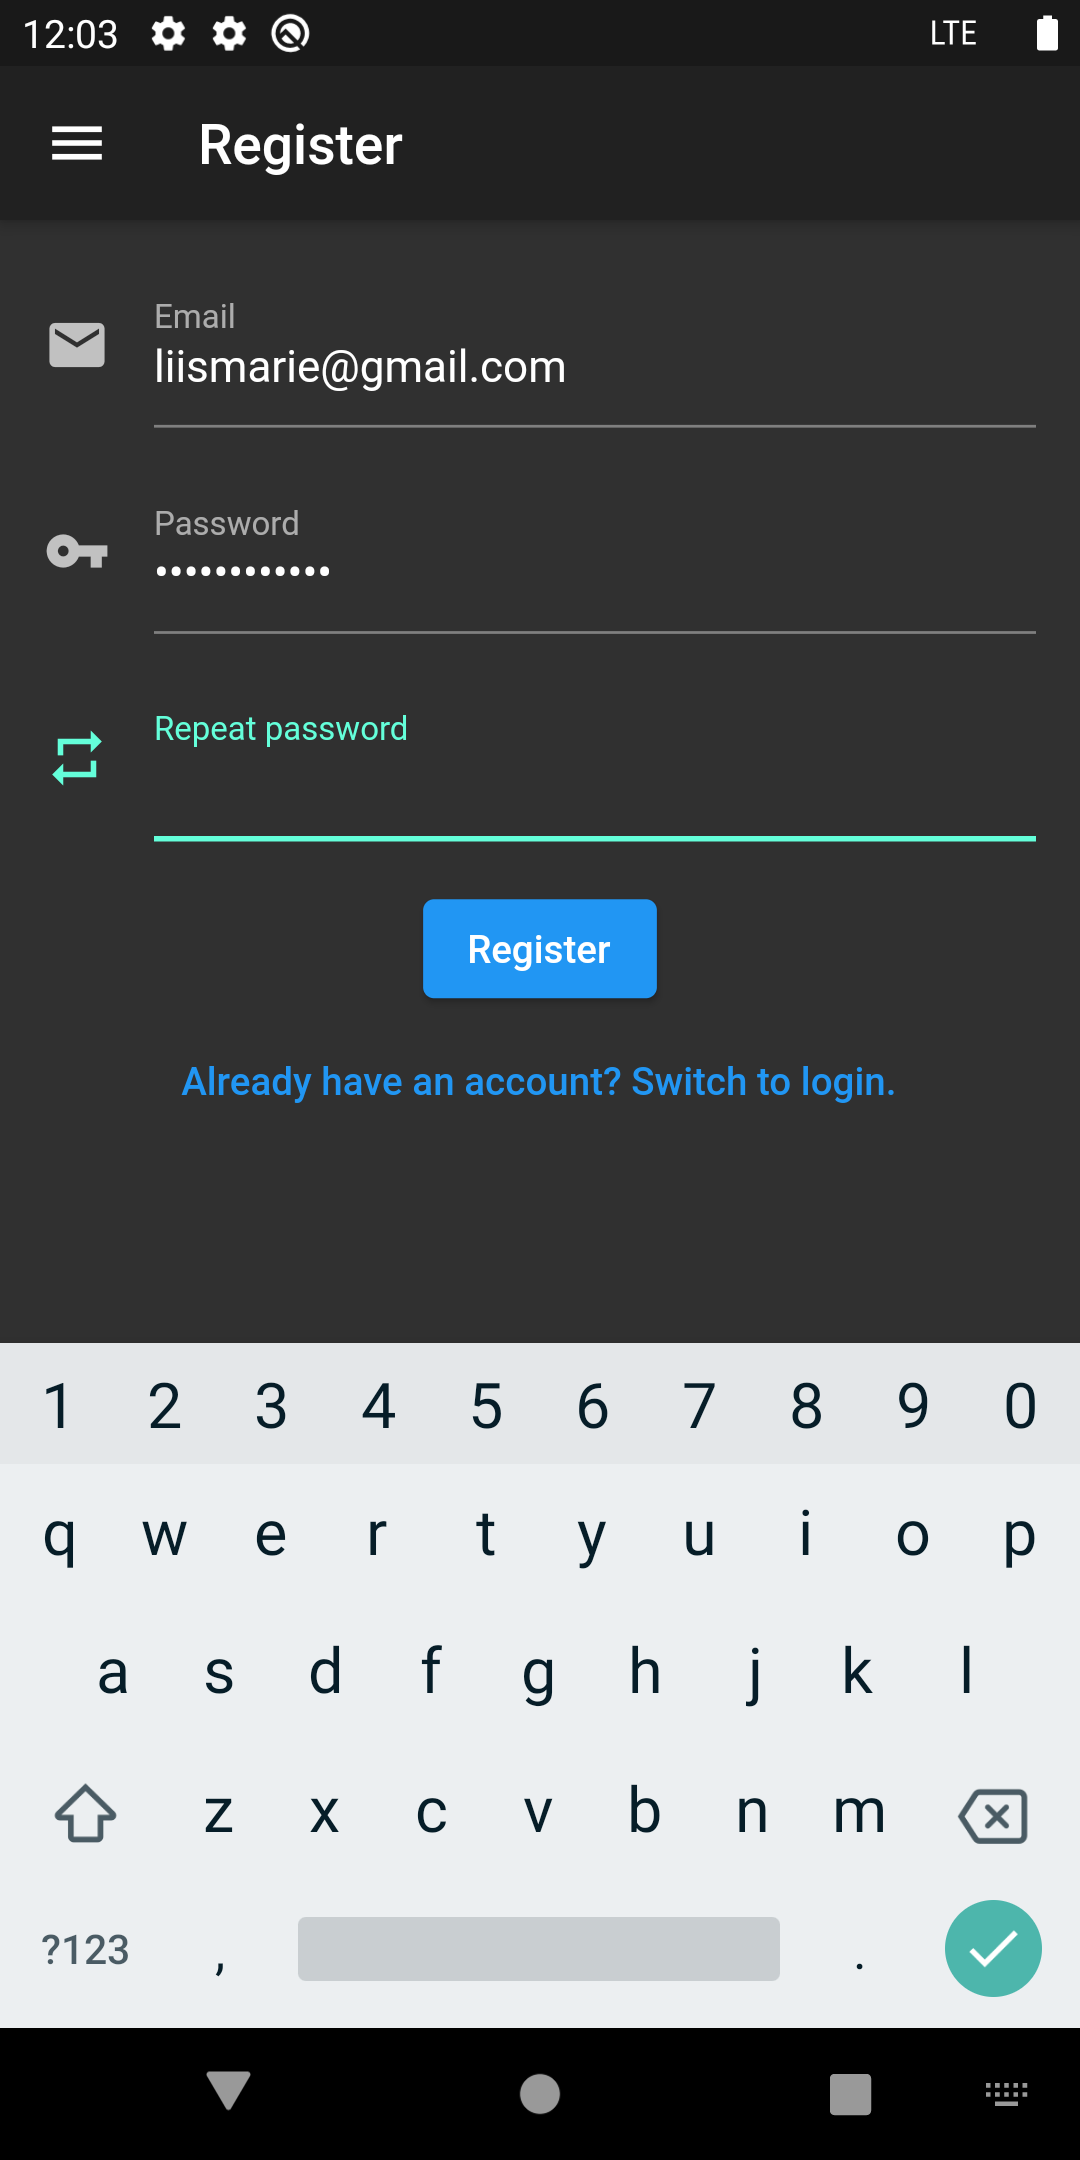 12:03 LTE
Register
Email
liismarie@gmail.com
Password
••••••••••••
Repeat password
Register
Already have an account? Switch to login.
1 2 3 4 5 6 7 8 9 0
q w e r t y u i o p
a s d f g h j k l
z x c v b n m
?123 , .